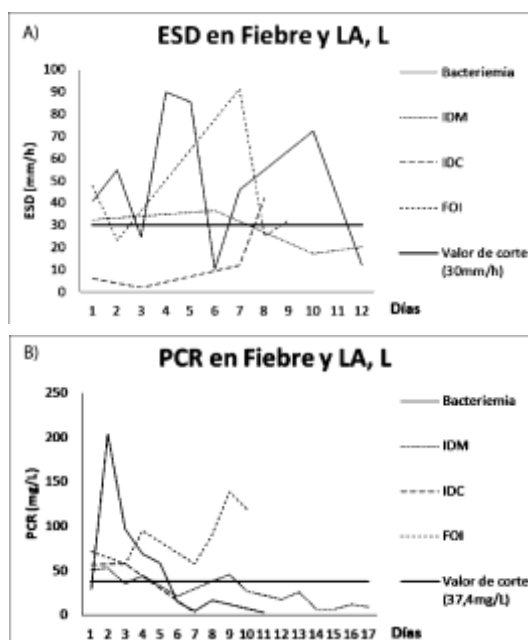 A)
ESD en Fiebre y LA, L
ESD (mm/h)
100
90
80
70
60
50
40
30
20
10
0
1 2 3 4 5 6 7 8 9 10 11 12
Días
Bacteriemia
IDM
IDC
FOI
Valor de corte
(30mm/h)
B)
PCR en Fiebre y LA, L
PCR (mg/L)
250
200
150
100
50
0
1 2 3 4 5 6 7 8 9 10 11 12 13 14 15 16 17
Días
Bacteriemia
IDM
IDC
FOI
Valor de corte
(37,4mg/L)